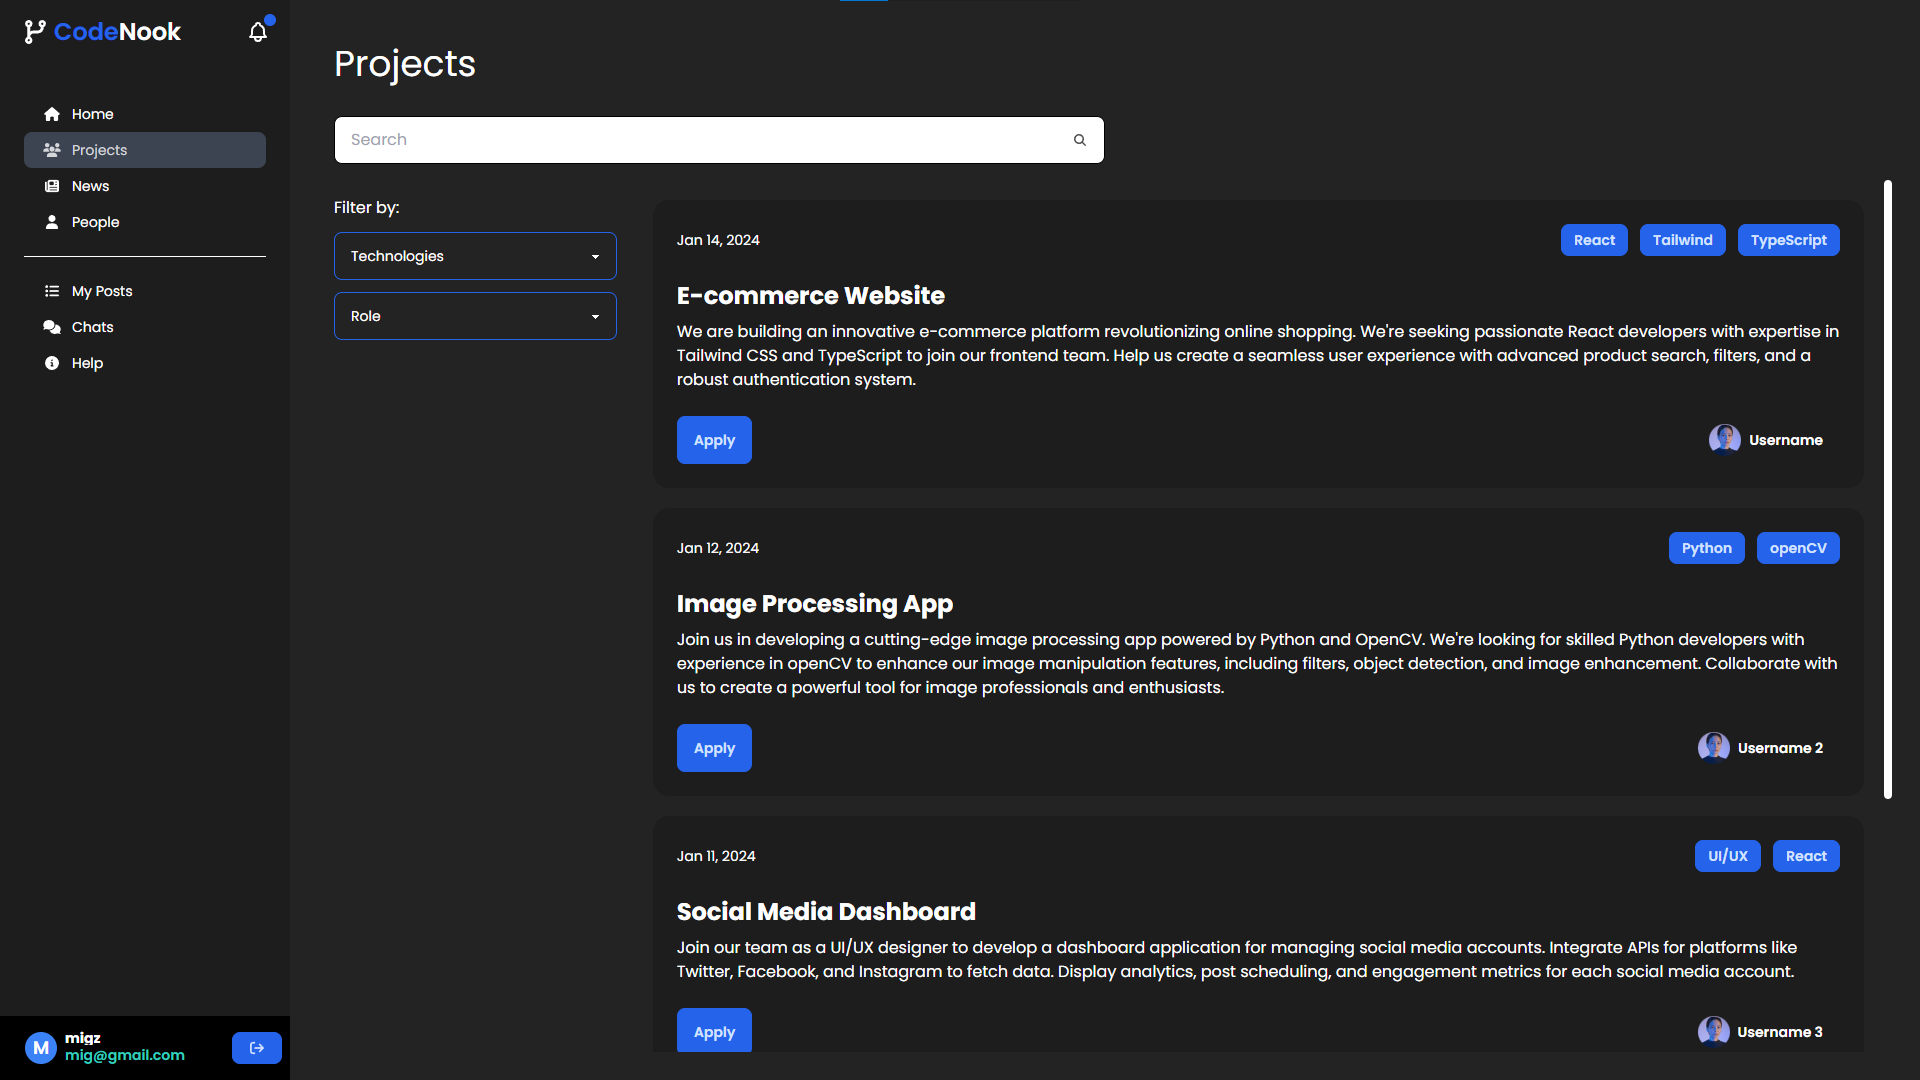 CodeNook
Home
Projects
News
People
My Posts
Chats
Help
M
migz
mig@gmail.com
Projects
Search
Filter by:
Technologies
Role
Jan 14, 2024
React Tailwind TypeScript
E-commerce Website
We are building an innovative e-commerce platform revolutionizing online shopping. We're seeking passionate React developers with expertise in
Tailwind CSS and TypeScript to join our frontend team. Help us create a seamless user experience with advanced product search, filters, and a
robust authentication system.
Apply
Username
Jan 12, 2024
Python openCV
Image Processing App
Join us in developing a cutting-edge image processing app powered by Python and OpenCV. We're looking for skilled Python developers with
experience in openCV to enhance our image manipulation features, including filters, object detection, and image enhancement. Collaborate with
us to create a powerful tool for image professionals and enthusiasts.
Apply
Username 2
Jan 11, 2024
UI/UX React
Social Media Dashboard
Join our team as a UI/UX designer to develop a dashboard application for managing social media accounts. Integrate APIs for platforms like
Twitter, Facebook, and Instagram to fetch data. Display analytics, post scheduling, and engagement metrics for each social media account.
Apply
Username 3